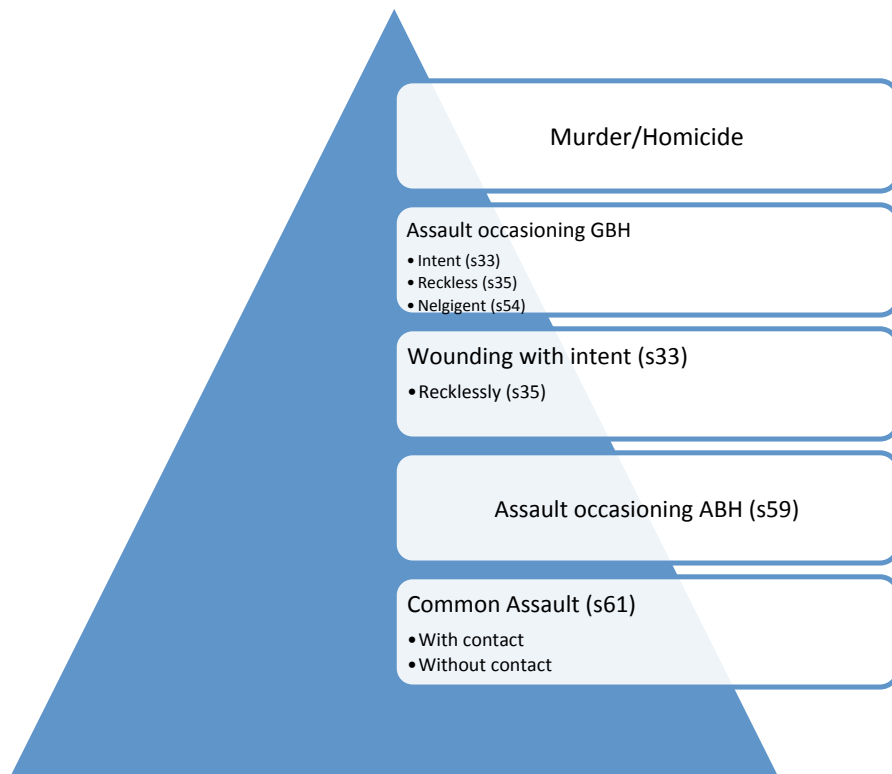 Murder/Homicide
Assault occasioning GBH
• Intent (s33)
• Reckless (s35)
• Nelgigent (s54)
Wounding with intent (s33)
• Recklessly (s35)
Assault occasioning ABH (s59)
Common Assault (s61)
• With contact
• Without contact